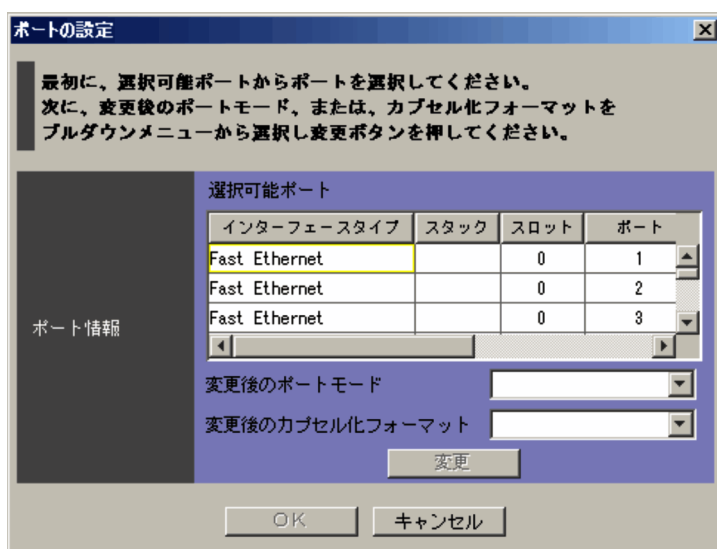 ポートの設定
最初に、選択可能ポートからポートを選択してください。
次に、変更後のポートモード、または、カプセル化フォーマットを
プルダウンメニューから選択し変更ボタンを押してください。
選択可能ポート
インターフェースタイプ スタック スロット ポート
Fast Ethernet 0 1
Fast Ethernet 0 2
Fast Ethernet 0 3
ポート情報
変更後のポートモード
変更後のカプセル化フォーマット
変更
OK キャンセル